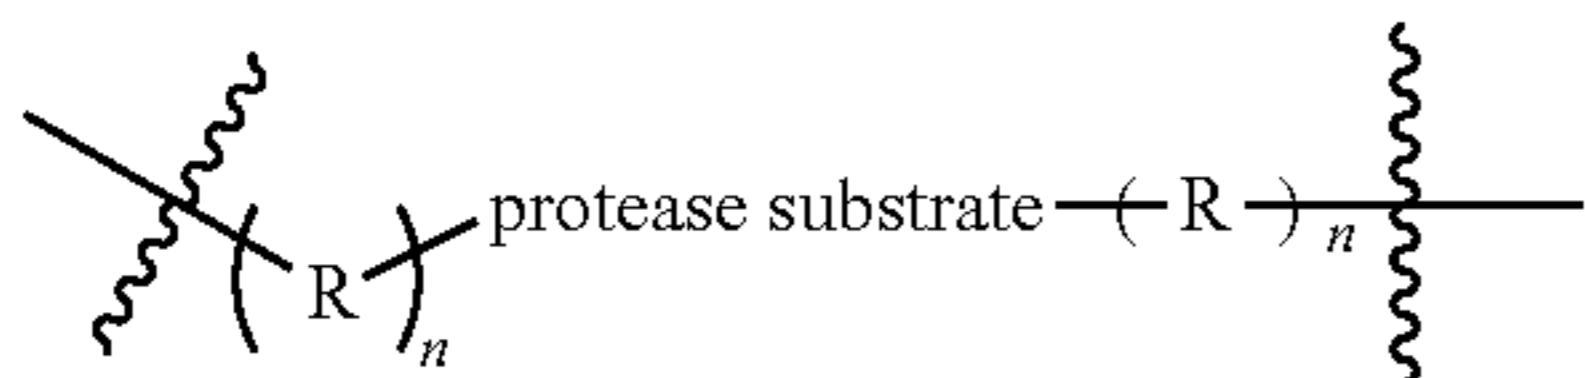 ( R )n protease substrate —( R )n